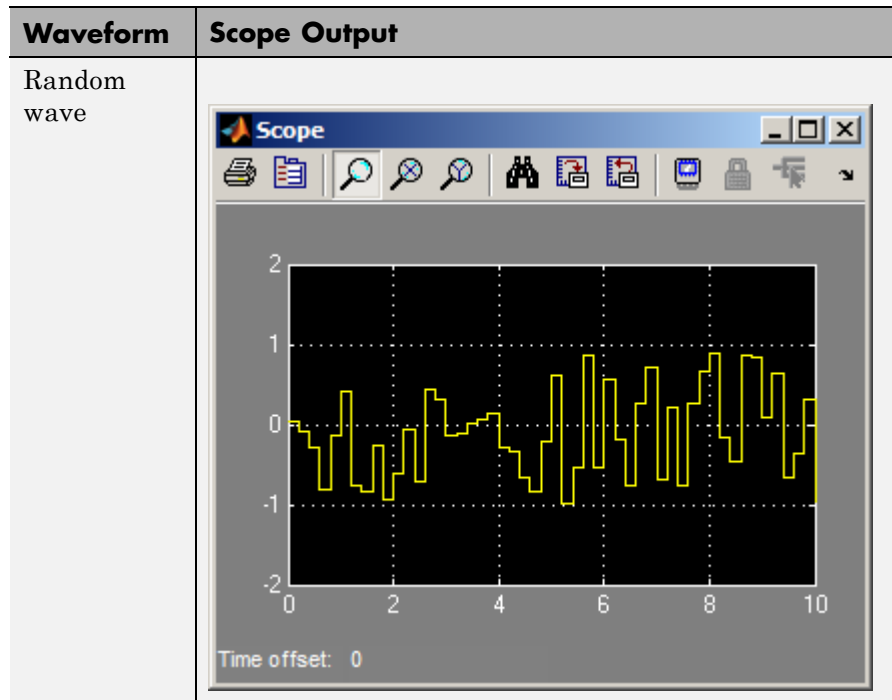 Waveform Scope Output
Random
wave
Scope
2
1
0
-1
-2
0 2 4 6 8 10
Time offset: 0